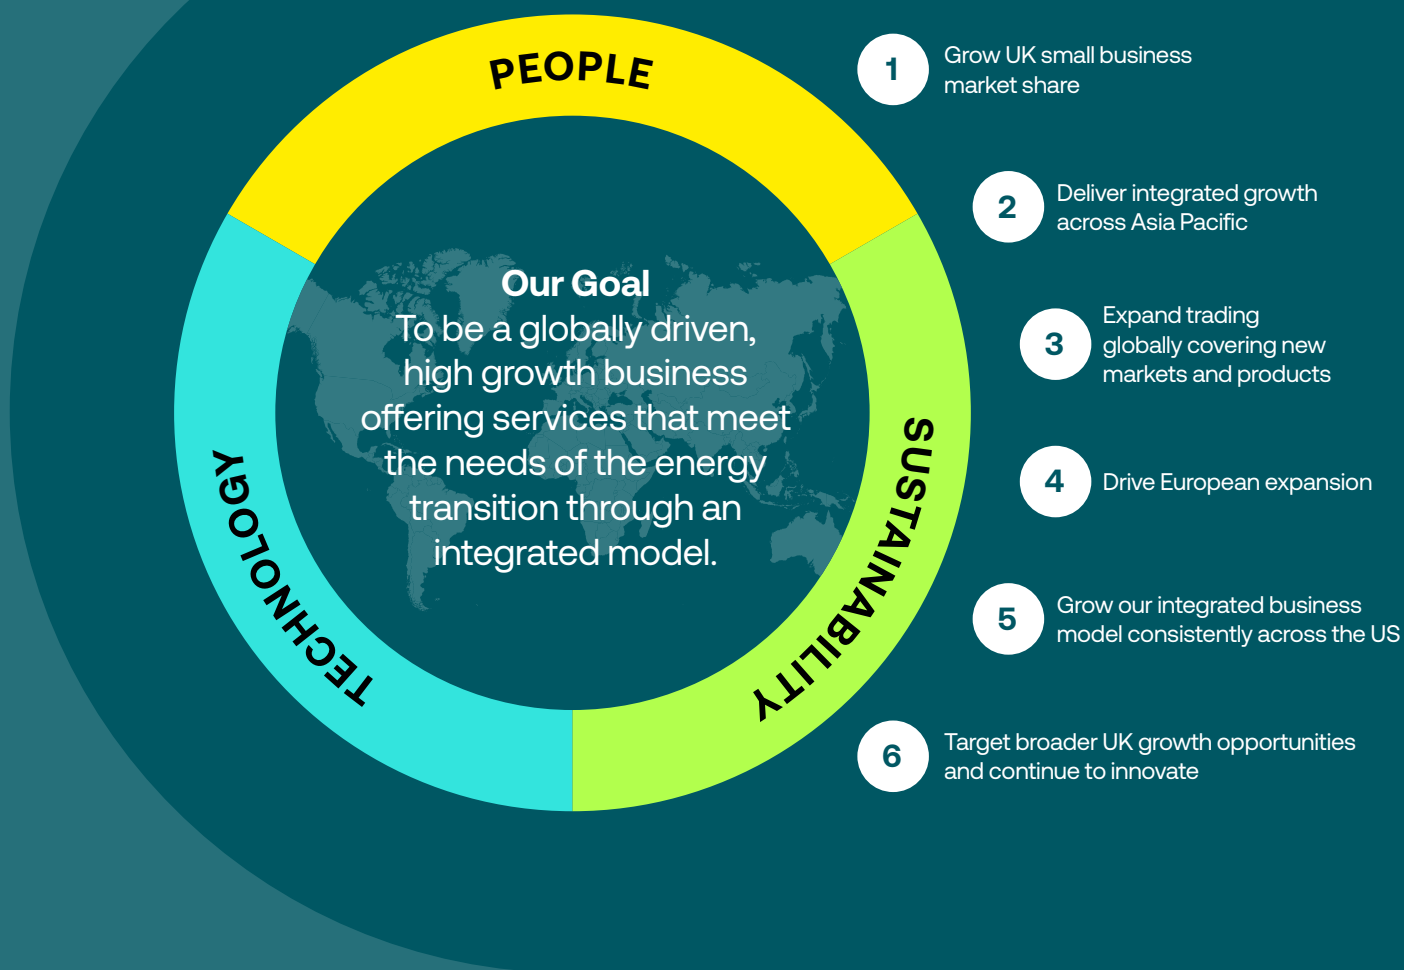 PEOPLE
SUSTAINABILITY
TECHNOLOGY
Our Goal
To be a globally driven,
high growth business
offering services that meet
the needs of the energy
transition through an
integrated model.
1
Grow UK small business
market share
2
Deliver integrated growth
across Asia Pacific
3
Expand trading
globally covering new
markets and products
4
Drive European expansion
5
Grow our integrated business
model consistently across the US
6
Target broader UK growth opportunities
and continue to innovate